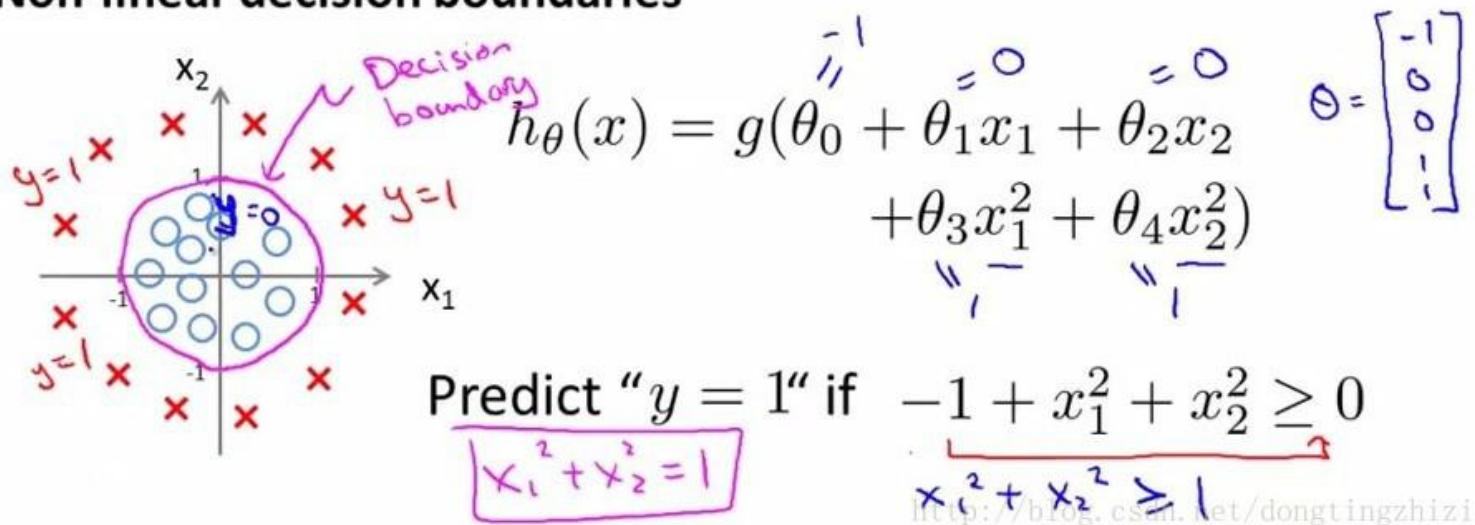 Non-linear decision boundaries
x₂
Decision
boundary
y=1
y=1
y=1
y=0
1
-1
1
-1
x₁
-1
= 0
= 0
h_θ(x) = g(θ₀ + θ₁x₁ + θ₂x₂
+θ₃x₁² + θ₄x₂²)
1
1
θ = [-1 0 0 1 1]
Predict “y = 1“ if −1 + x₁² + x₂² ≥ 0
x₁² + x₂² = 1
x₁² + x₂² ≥ 1
http://blog.csdn.net/dongtingzhizi